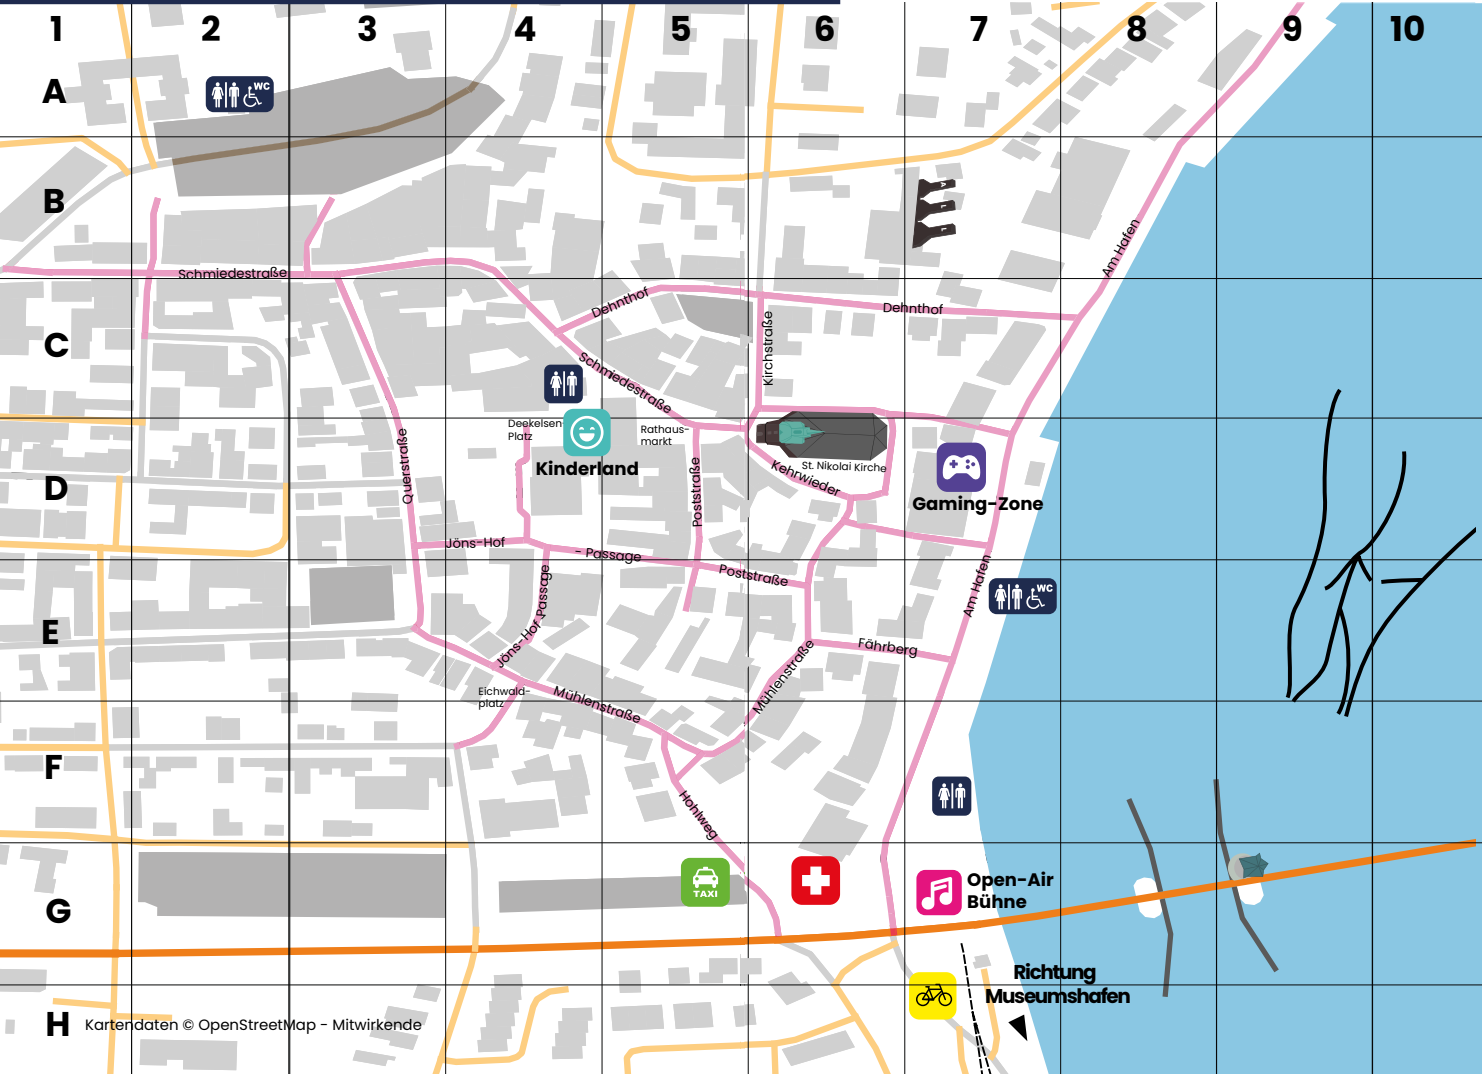 1 2 3 4 5 6 7 8 9 10
A
WC
B
Am Hafen
Schmiedestraße
C
Dehnthof
Dehnthof
Kirchstraße
Schmiedestraße
Deekelsen-
Platz
Rathaus-
markt
Kinderland
St. Nikolai Kirche
Kehrwieder
Gaming-Zone
D
Querstraße
Poststraße
Jöns-Hof
- Passage
Poststraße
Am Hafen
WC
E
Jöns-Hof-Passage
Fährberg
Mühlenstraße
Eichwald-
platz
Mühlenstraße
F
Hohlweg
G
TAXI
Open-Air
Bühne
Richtung
Museumshafen
H
Kartendaten © OpenStreetMap - Mitwirkende